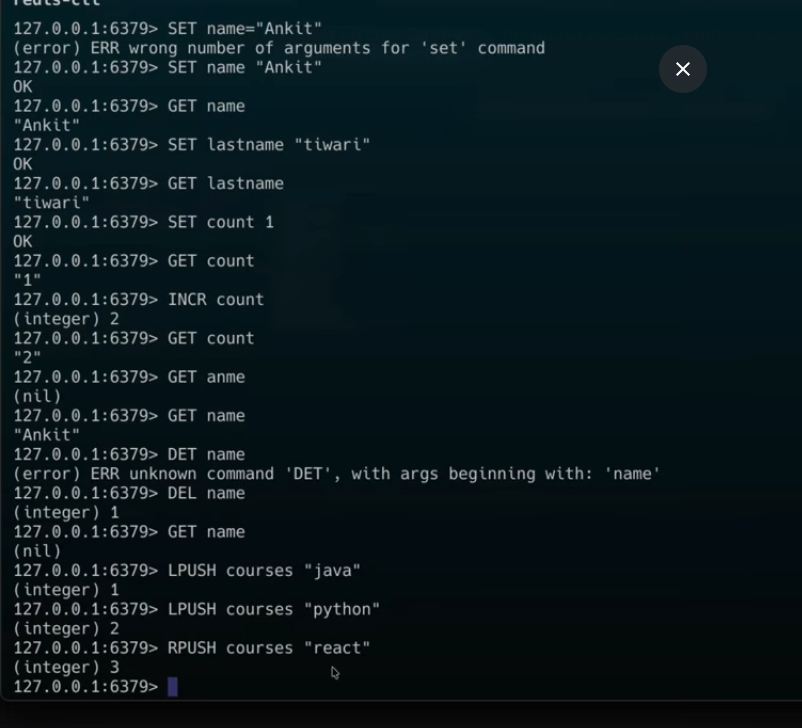 redis-cli
127.0.0.1:6379> SET name="Ankit"
(error) ERR wrong number of arguments for 'set' command
127.0.0.1:6379> SET name "Ankit"
OK
127.0.0.1:6379> GET name
"Ankit"
127.0.0.1:6379> SET lastname "tiwari"
OK
127.0.0.1:6379> GET lastname
"tiwari"
127.0.0.1:6379> SET count 1
OK
127.0.0.1:6379> GET count
"1"
127.0.0.1:6379> INCR count
(integer) 2
127.0.0.1:6379> GET count
"2"
127.0.0.1:6379> GET anme
(nil)
127.0.0.1:6379> GET name
"Ankit"
127.0.0.1:6379> DET name
(error) ERR unknown command 'DET', with args beginning with: 'name'
127.0.0.1:6379> DEL name
(integer) 1
127.0.0.1:6379> GET name
(nil)
127.0.0.1:6379> LPUSH courses "java"
(integer) 1
127.0.0.1:6379> LPUSH courses "python"
(integer) 2
127.0.0.1:6379> RPUSH courses "react"
(integer) 3
127.0.0.1:6379>